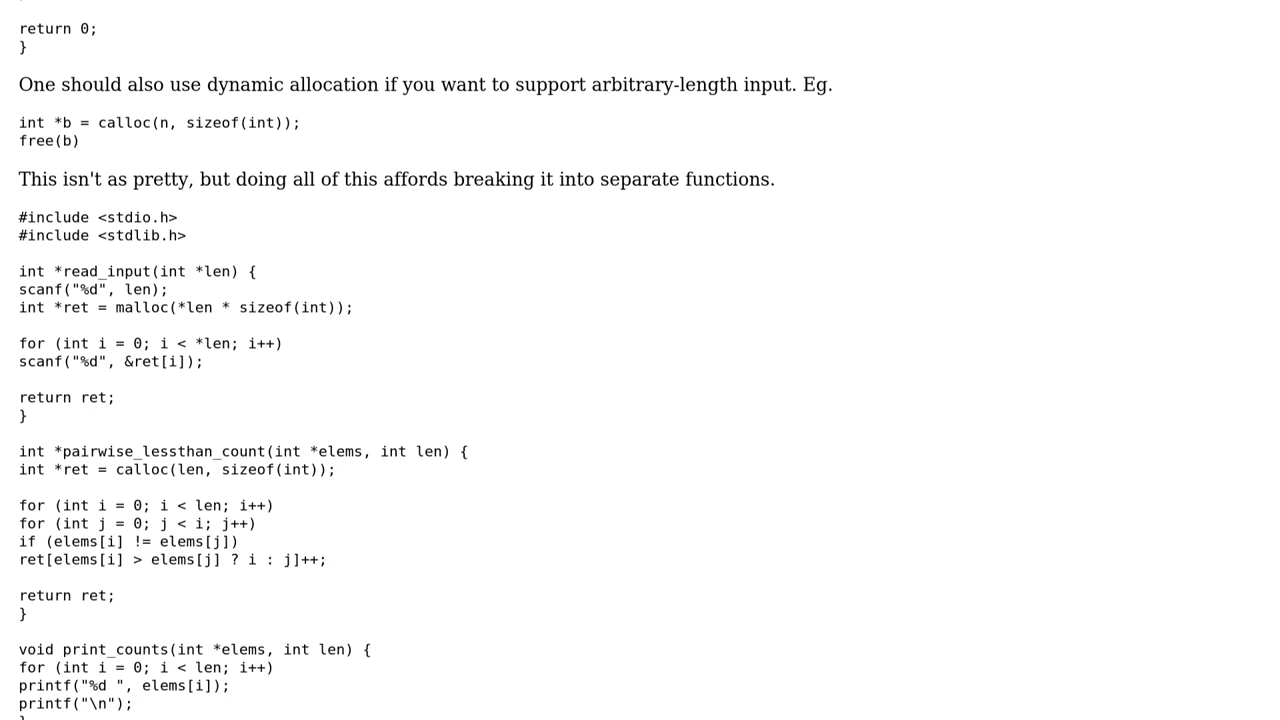 return 0;
}
One should also use dynamic allocation if you want to support arbitrary-length input. Eg.
int *b = calloc(n, sizeof(int));
free(b)
This isn't as pretty, but doing all of this affords breaking it into separate functions.
#include <stdio.h>
#include <stdlib.h>
int *read_input(int *len) {
scanf("%d", len);
int *ret = malloc(*len * sizeof(int));
for (int i = 0; i < *len; i++)
scanf("%d", &ret[i]);
return ret;
}
int *pairwise_lessthan_count(int *elems, int len) {
int *ret = calloc(len, sizeof(int));
for (int i = 0; i < len; i++)
for (int j = 0; j < i; j++)
if (elems[i] != elems[j])
ret[elems[i] > elems[j] ? i : j]++;
return ret;
}
void print_counts(int *elems, int len) {
for (int i = 0; i < len; i++)
printf("%d ", elems[i]);
printf("\n");
}